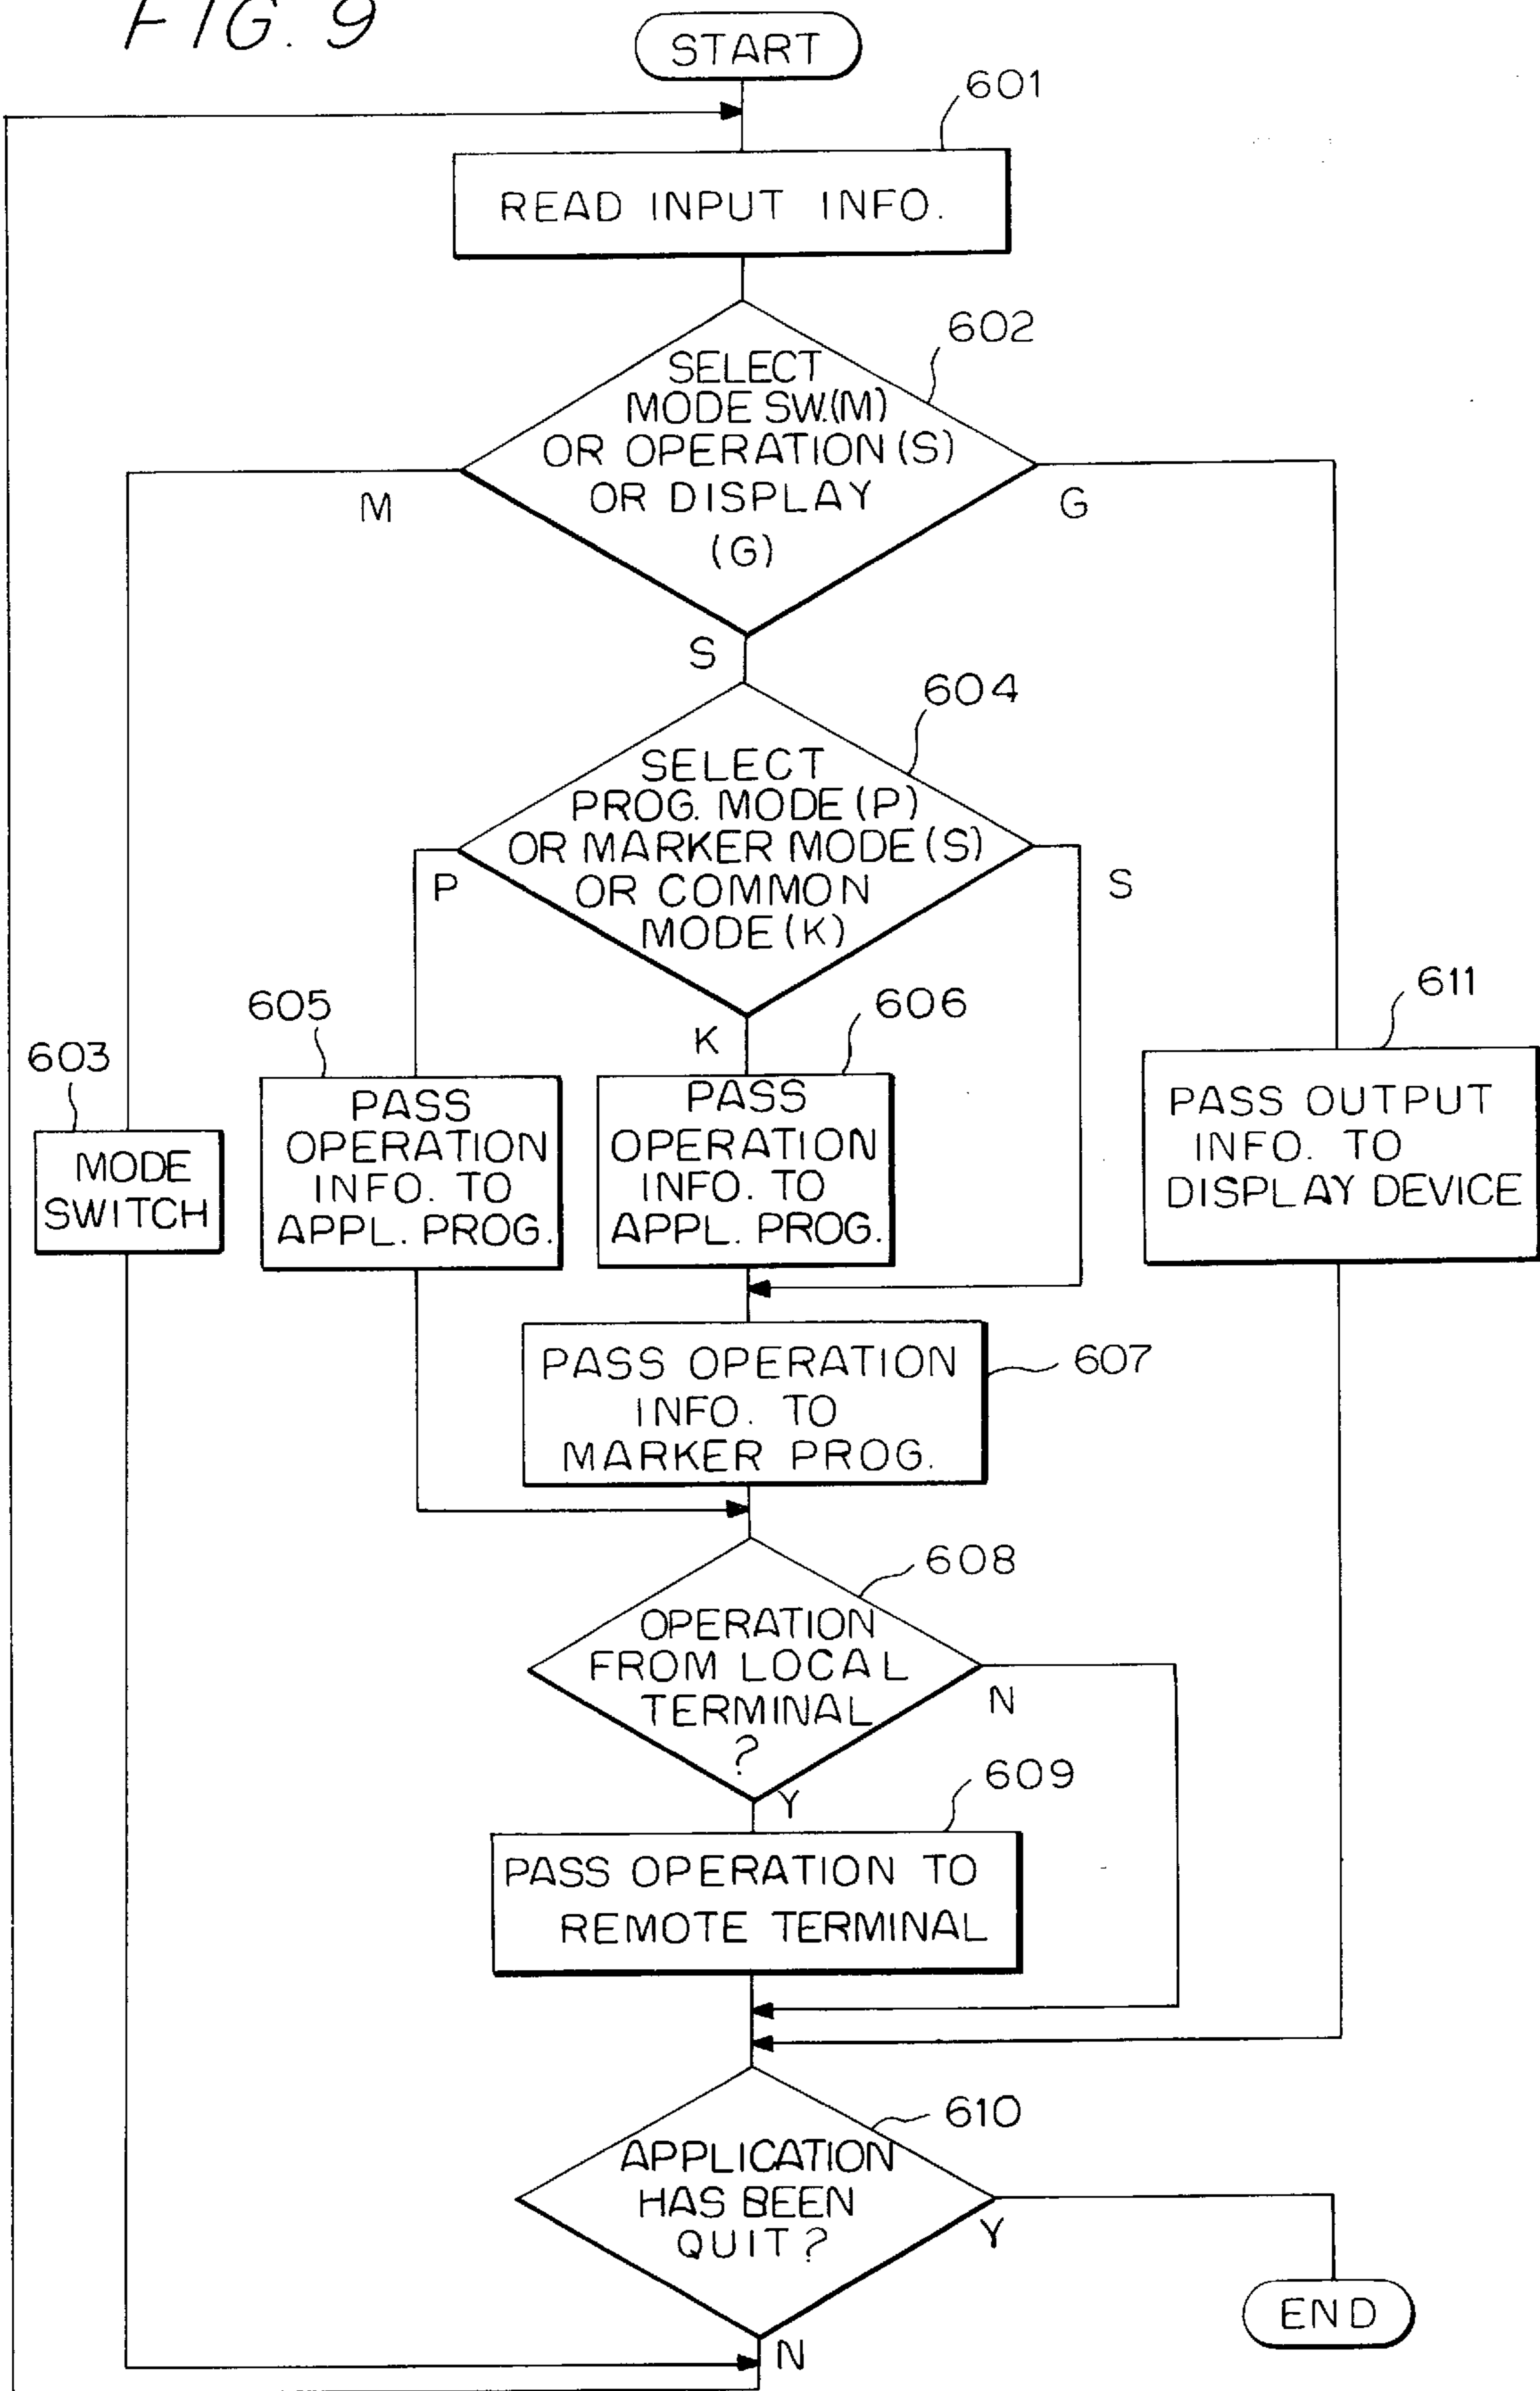 FIG. 9
START
601
READ INPUT INFO.
602
SELECT
MODE SW.(M)
OR OPERATION (S)
OR DISPLAY
(G)
M
G
S
604
SELECT
PROG. MODE (P)
OR MARKER MODE (S)
OR COMMON
MODE (K)
P
S
K
603
MODE
SWITCH
605
PASS
OPERATION
INFO. TO
APPL. PROG.
606
PASS
OPERATION
INFO. TO
APPL. PROG.
611
PASS OUTPUT
INFO. TO
DISPLAY DEVICE
607
PASS OPERATION
INFO. TO
MARKER PROG.
608
OPERATION
FROM LOCAL
TERMINAL
?
N
Y
609
PASS OPERATION TO
REMOTE TERMINAL
610
APPLICATION
HAS BEEN
QUIT?
Y
N
END